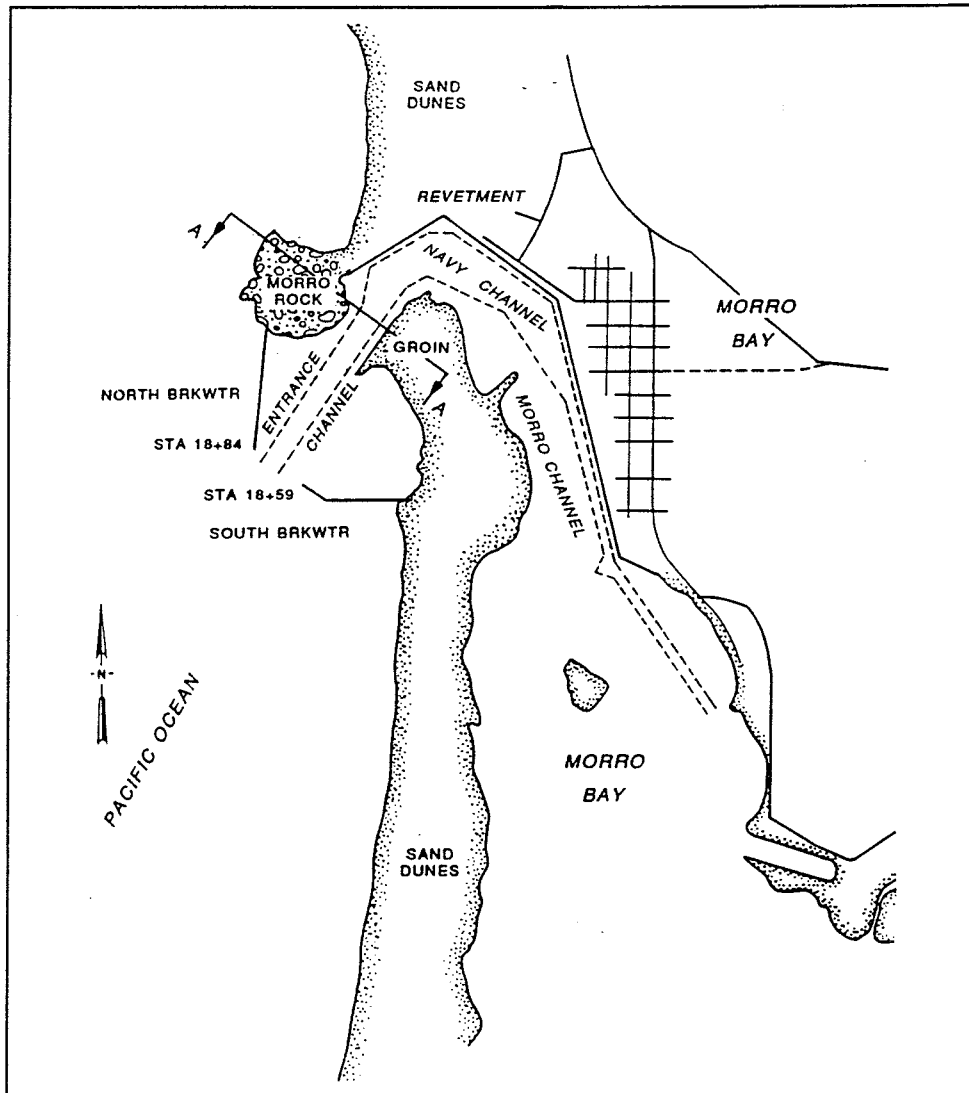 SAND
DUNES
REVETMENT
A
MORRO
ROCK
NAVY CHANNEL
MORRO
BAY
GROIN
A
NORTH BRKWTR
ENTRANCE
CHANNEL
STA 18+84
MORRO CHANNEL
STA 18+59
SOUTH BRKWTR
-N-
PACIFIC OCEAN
MORRO
BAY
SAND
DUNES